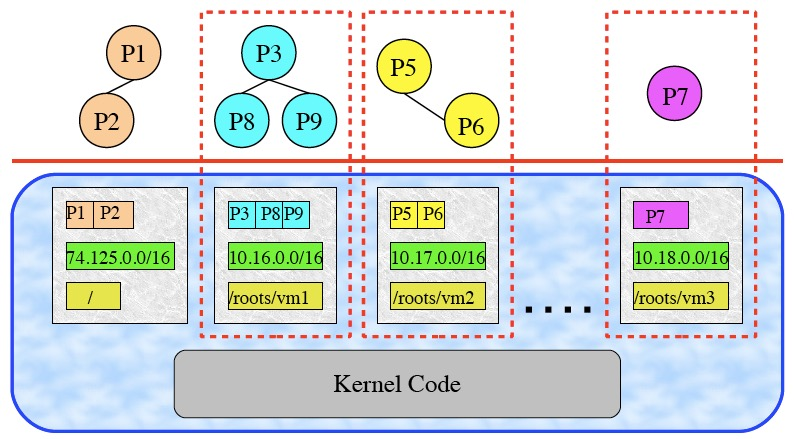 P1
P3
P5
P7
P2
P8
P9
P6
P1 P2
P3 P8 P9
P5 P6
P7
74.125.0.0/16
10.16.0.0/16
10.17.0.0/16
10.18.0.0/16
/
/roots/vm1
/roots/vm2
/roots/vm3
. . . .
Kernel Code